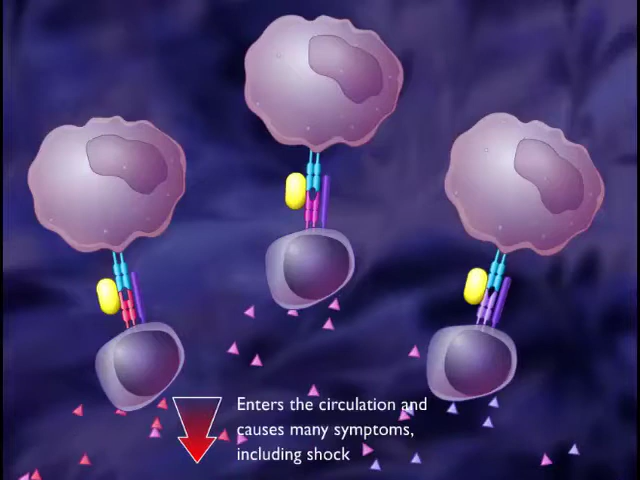 Enters the circulation and
causes many symptoms,
including shock